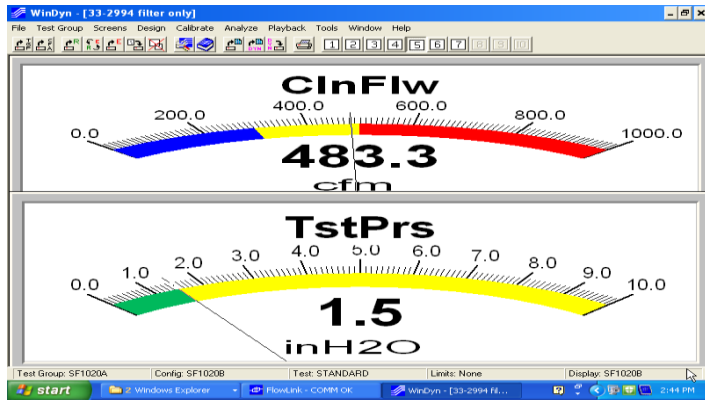 WinDyn - [33-2994 filter only]
File Test Group Screens Design Calibrate Analyze Playback Tools Window Help
1 2 3 4 5 6 7 8 9 10
ClnFlw
0.0 200.0 400.0 600.0 800.0 1000.0
483.3
cfm
TstPrs
0.0 1.0 2.0 3.0 4.0 5.0 6.0 7.0 8.0 9.0 10.0
1.5
inH2O
Test Group: SF1020A Config: SF1020B Test: STANDARD Limits: None Display: SF1020B
start 2 Windows Explorer FlowLink - COMM OK WinDyn - [33-2994 fil... 2:44 PM